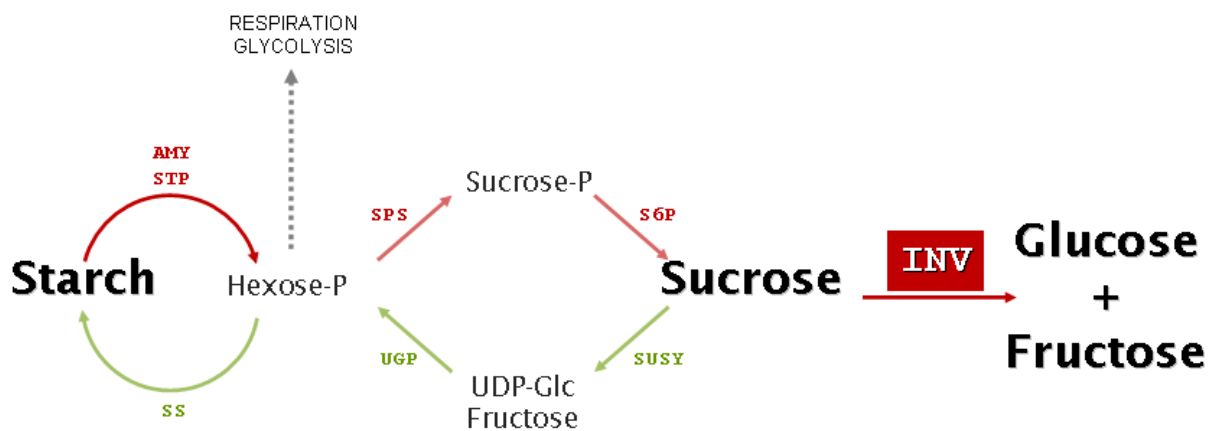 RESPIRATION
GLYCOLYSIS
AMY
STP
Sucrose-P
SPS
S6P
Starch
Hexose-P
Sucrose
INV
Glucose
+
Fructose
UGP
SUSY
UDP-Glc
Fructose
SS